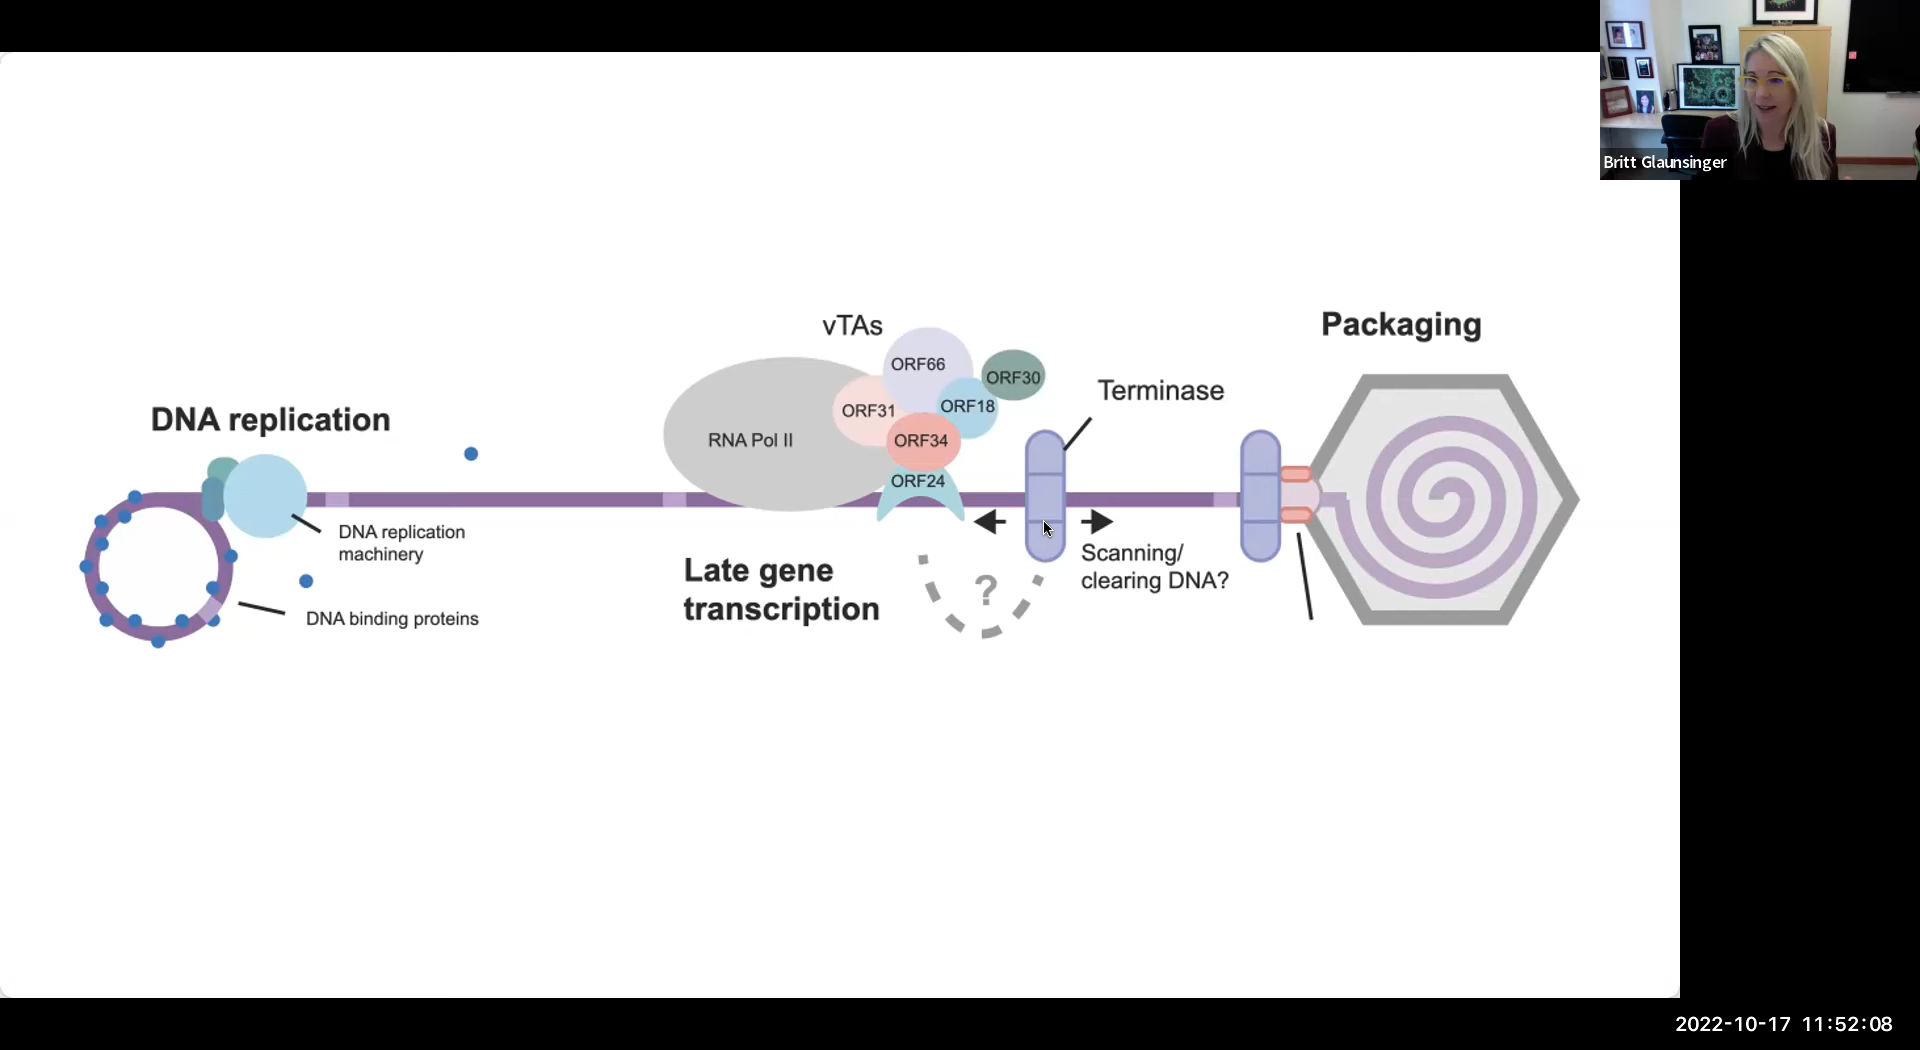 Britt Glaunsinger
DNA replication
DNA replication
machinery
DNA binding proteins
vTAs
RNA Pol II
ORF66
ORF30
ORF31
ORF18
ORF34
ORF24
Late gene
transcription
?
Terminase
Scanning/
clearing DNA?
Packaging
2022-10-17 11:52:08